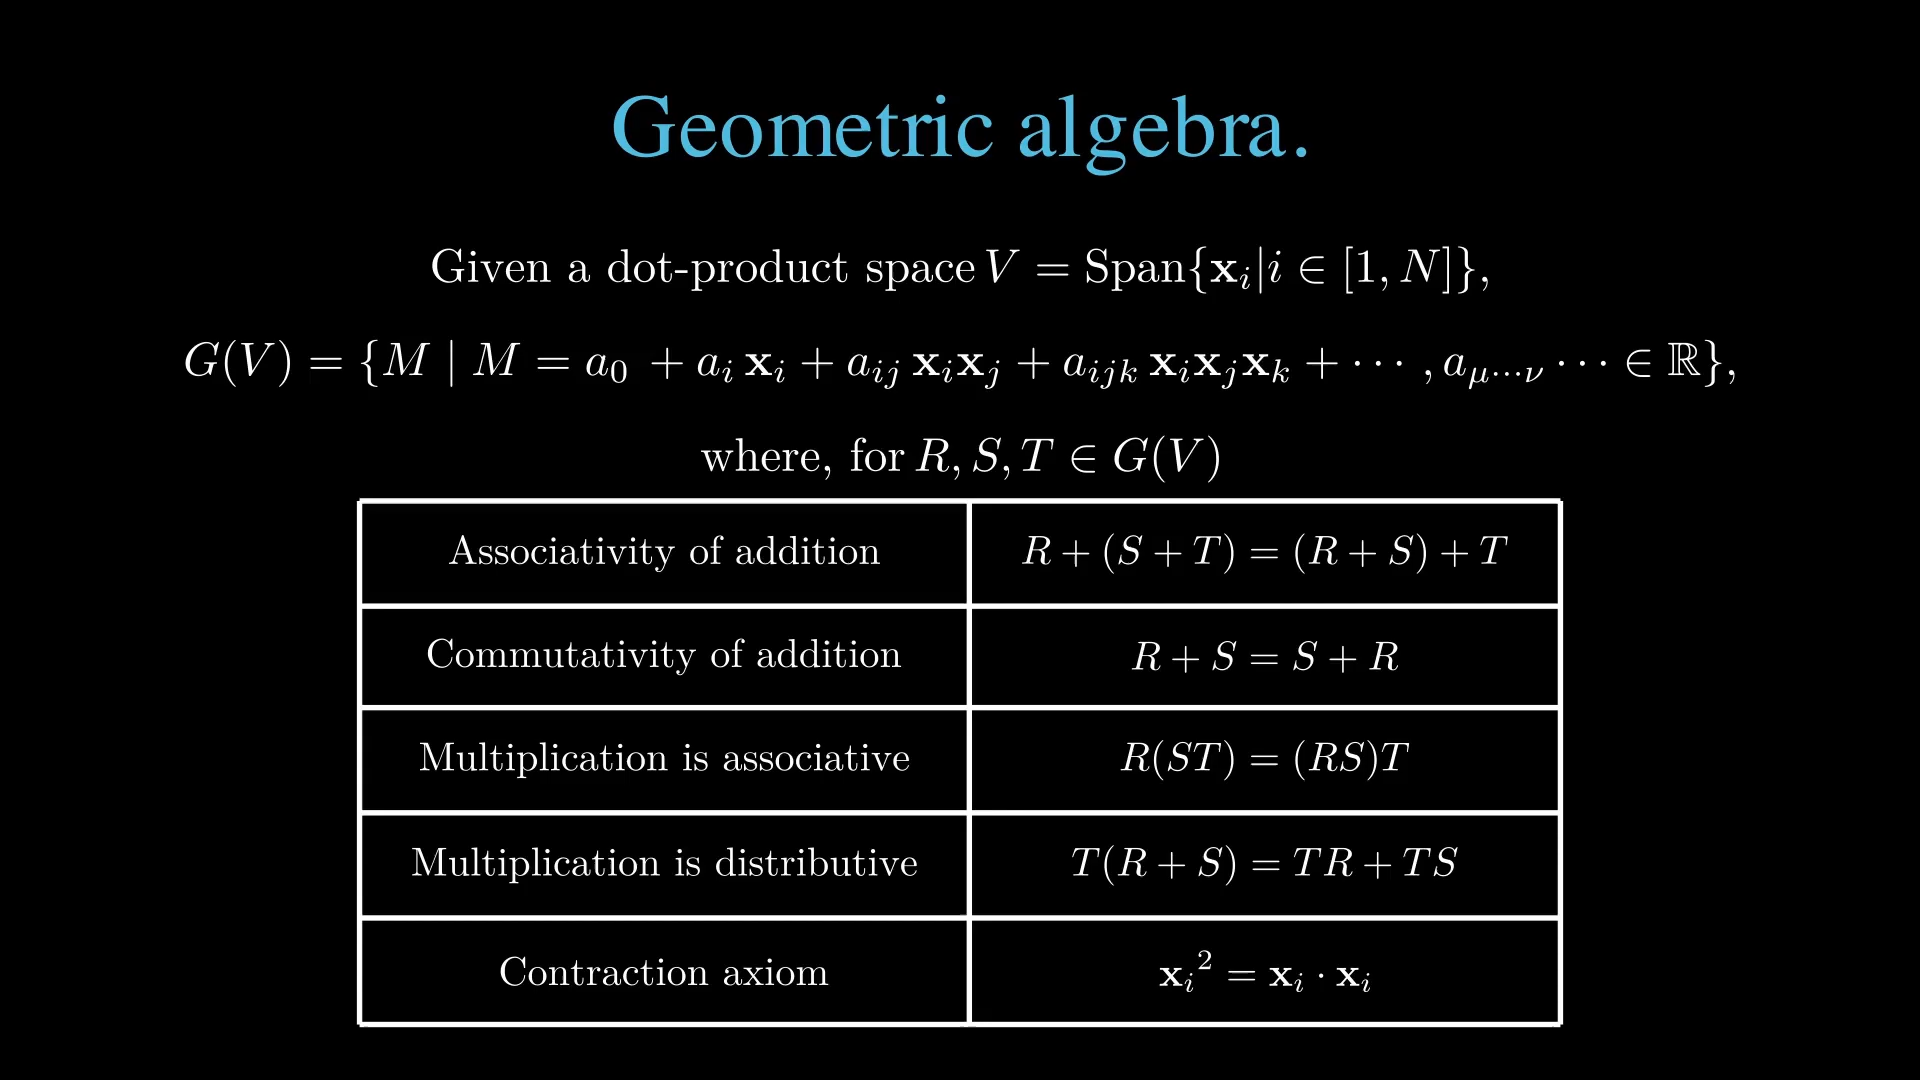 Geometric algebra.
Given a dot-product space V = Span{𝐱ᵢ|i ∈ [1, N]},
G(V) = {M | M = a₀ + aᵢ 𝐱ᵢ + aᵢⱼ 𝐱ᵢ𝐱ⱼ + aᵢⱼₖ 𝐱ᵢ𝐱ⱼ𝐱ₖ + ⋯ , a_{μ⋯ν} ⋯ ∈ ℝ},
where, for R, S, T ∈ G(V)
Associativity of addition R + (S + T) = (R + S) + T
Commutativity of addition R + S = S + R
Multiplication is associative R(ST) = (RS)T
Multiplication is distributive T(R + S) = TR + TS
Contraction axiom 𝐱ᵢ² = 𝐱ᵢ · 𝐱ᵢ